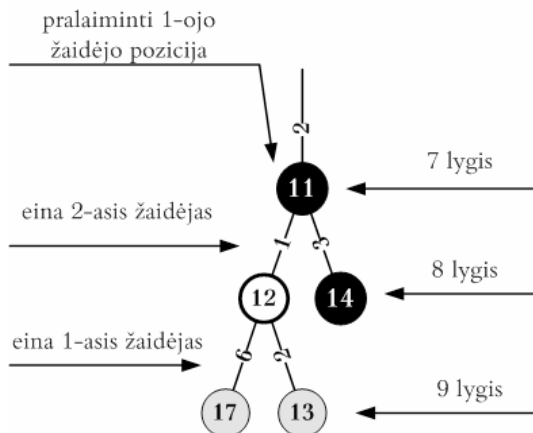 pralaiminti 1-ojo
žaidėjo pozicija
2
11
7 lygis
eina 2-asis žaidėjas
1
3
12
14
8 lygis
eina 1-asis žaidėjas
6
2
17
13
9 lygis